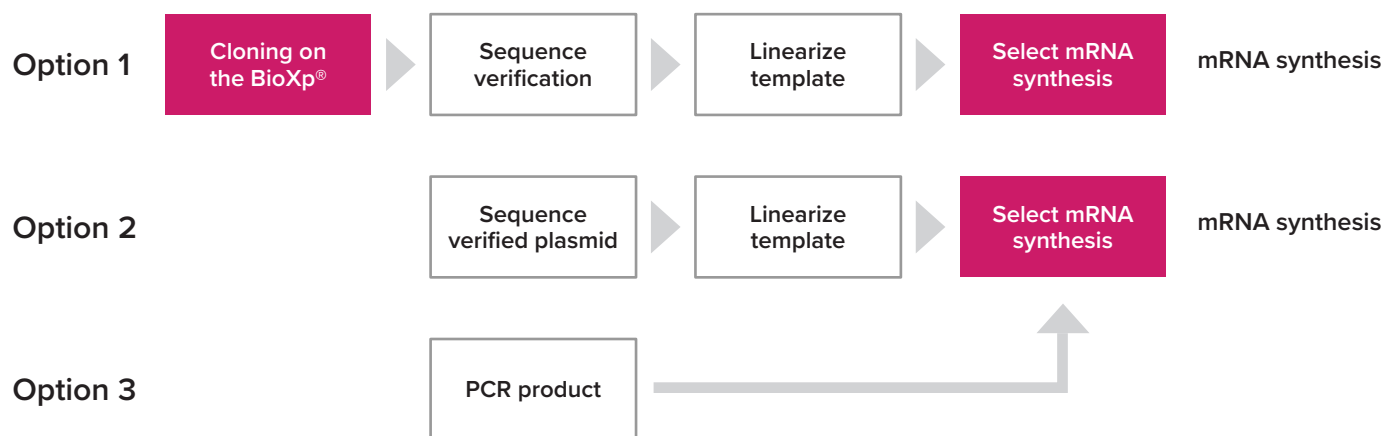 Option 1
Cloning on
the BioXp®
Sequence
verification
Linearize
template
Select mRNA
synthesis
mRNA synthesis
Option 2
Sequence
verified plasmid
Linearize
template
Select mRNA
synthesis
mRNA synthesis
Option 3
PCR product